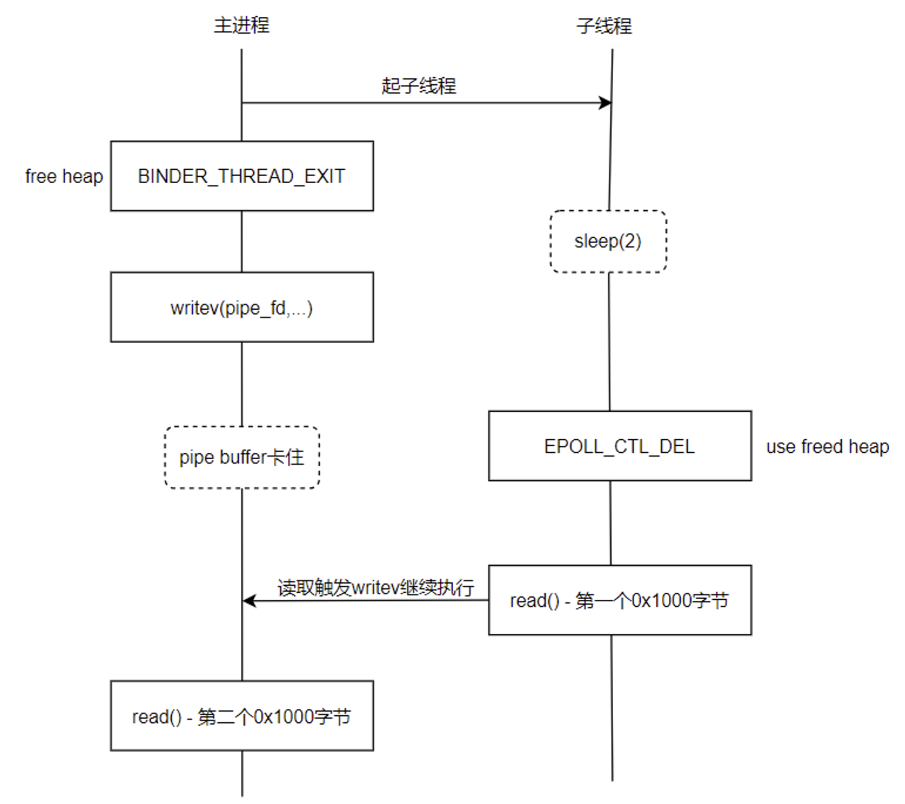 主进程
子线程
起子线程
free heap
BINDER_THREAD_EXIT
sleep(2)
writev(pipe_fd,...)
EPOLL_CTL_DEL
use freed heap
pipe buffer卡住
读取触发writev继续执行
read() - 第一个0x1000字节
read() - 第二个0x1000字节